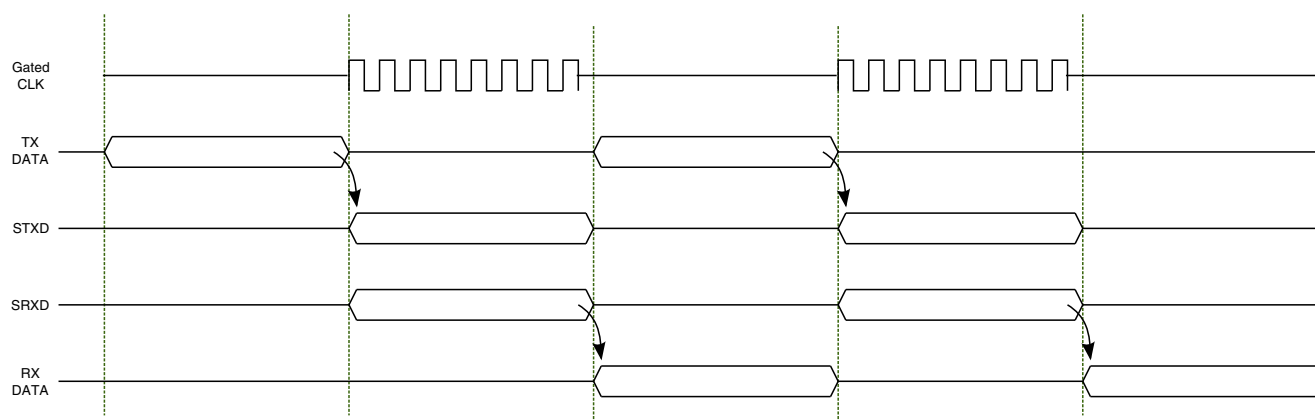 Gated
CLK
TX
DATA
STXD
SRXD
RX
DATA